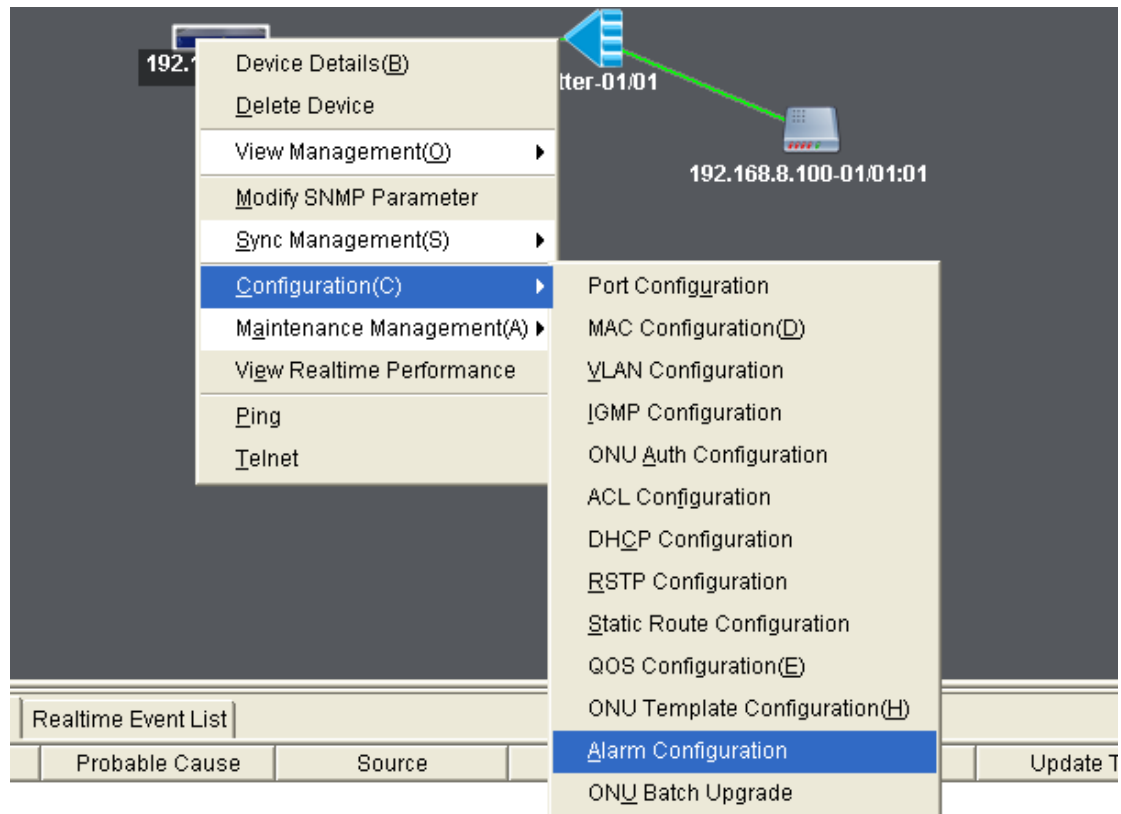 192.1
tter-01/01
192.168.8.100-01/01:01
Device Details(B)
Delete Device
View Management(O)
Modify SNMP Parameter
Sync Management(S)
Configuration(C)
Maintenance Management(A)
View Realtime Performance
Ping
Telnet
Port Configuration
MAC Configuration(D)
VLAN Configuration
IGMP Configuration
ONU Auth Configuration
ACL Configuration
DHCP Configuration
RSTP Configuration
Static Route Configuration
QOS Configuration(E)
ONU Template Configuration(H)
Alarm Configuration
ONU Batch Upgrade
Realtime Event List
Probable Cause Source Update T